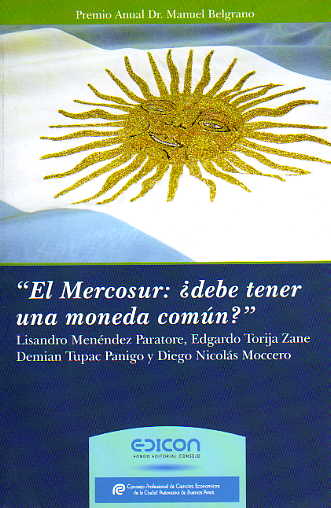 Premio Anual Dr. Manuel Belgrano
“El Mercosur: ¿debe tener
una moneda común?”
Lisandro Menéndez Paratore, Edgardo Torija Zane
Demian Tupac Panigo y Diego Nicolás Moccero
EDICON
FONDO EDITORIAL CONSEJO
Consejo Profesional de Ciencias Económicas
de la Ciudad Autónoma de Buenos Aires